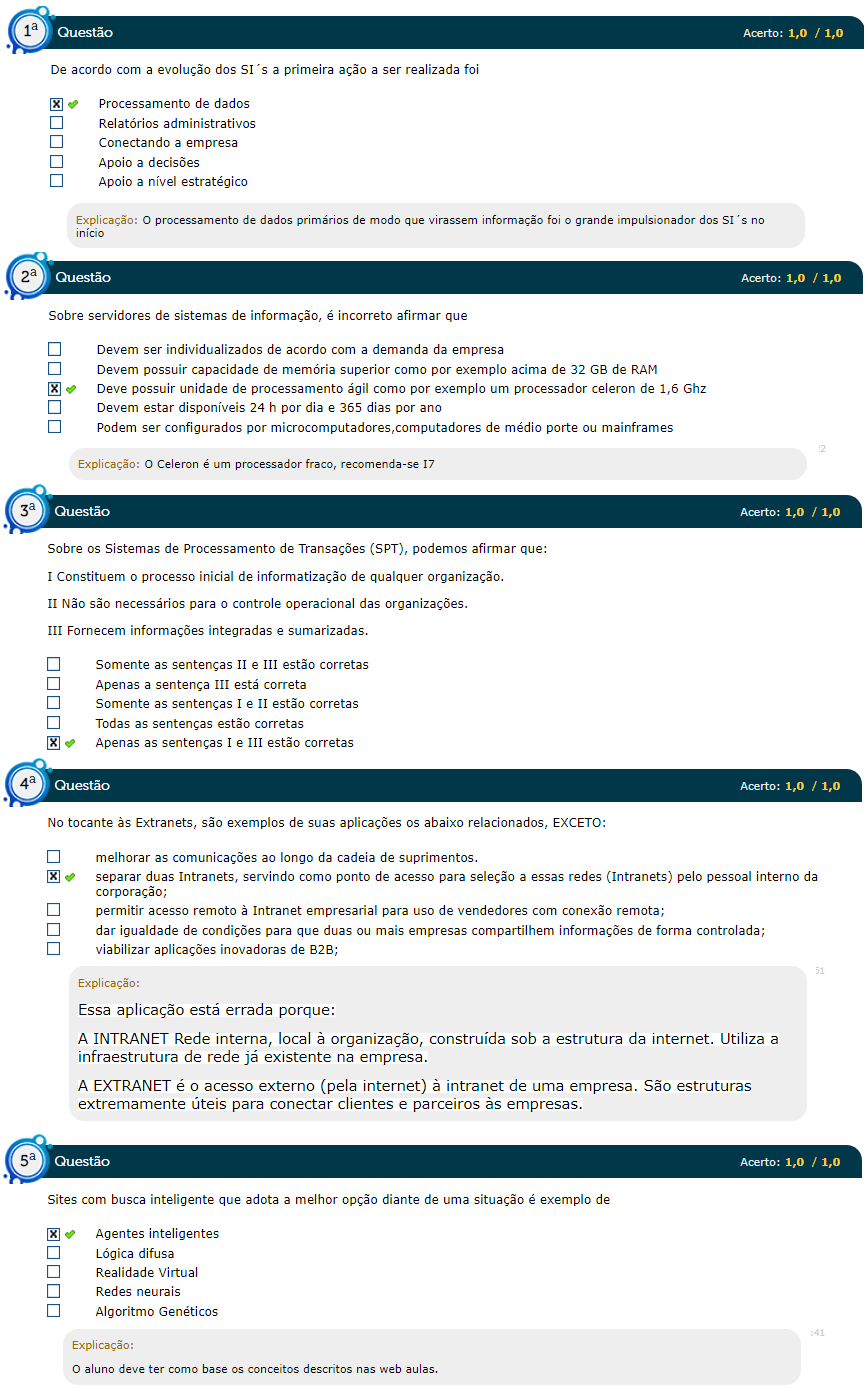 1ª Questão Acerto: 1,0 / 1,0
De acordo com a evolução dos SI´s a primeira ação a ser realizada foi
Processamento de dados
Relatórios administrativos
Conectando a empresa
Apoio a decisões
Apoio a nível estratégico
Explicação: O processamento de dados primários de modo que virassem informação foi o grande impulsionador dos SI´s no
início
2ª Questão Acerto: 1,0 / 1,0
Sobre servidores de sistemas de informação, é incorreto afirmar que
Devem ser individualizados de acordo com a demanda da empresa
Devem possuir capacidade de memória superior como por exemplo acima de 32 GB de RAM
Deve possuir unidade de processamento ágil como por exemplo um processador celeron de 1,6 Ghz
Devem estar disponíveis 24 h por dia e 365 dias por ano
Podem ser configurados por microcomputadores,computadores de médio porte ou mainframes
Explicação: O Celeron é um processador fraco, recomenda-se I7
3ª Questão Acerto: 1,0 / 1,0
Sobre os Sistemas de Processamento de Transações (SPT), podemos afirmar que:
I Constituem o processo inicial de informatização de qualquer organização.
II Não são necessários para o controle operacional das organizações.
III Fornecem informações integradas e sumarizadas.
Somente as sentenças II e III estão corretas
Apenas a sentença III está correta
Somente as sentenças I e II estão corretas
Todas as sentenças estão corretas
Apenas as sentenças I e III estão corretas
4ª Questão Acerto: 1,0 / 1,0
No tocante às Extranets, são exemplos de suas aplicações os abaixo relacionados, EXCETO:
melhorar as comunicações ao longo da cadeia de suprimentos.
separar duas Intranets, servindo como ponto de acesso para seleção a essas redes (Intranets) pelo pessoal interno da
corporação;
permitir acesso remoto à Intranet empresarial para uso de vendedores com conexão remota;
dar igualdade de condições para que duas ou mais empresas compartilhem informações de forma controlada;
viabilizar aplicações inovadoras de B2B;
Explicação:
Essa aplicação está errada porque:
A INTRANET Rede interna, local à organização, construída sob a estrutura da internet. Utiliza a
infraestrutura de rede já existente na empresa.
A EXTRANET é o acesso externo (pela internet) à intranet de uma empresa. São estruturas
extremamente úteis para conectar clientes e parceiros às empresas.
5ª Questão Acerto: 1,0 / 1,0
Sites com busca inteligente que adota a melhor opção diante de uma situação é exemplo de
Agentes inteligentes
Lógica difusa
Realidade Virtual
Redes neurais
Algoritmo Genéticos
:41
Explicação:
O aluno deve ter como base os conceitos descritos nas web aulas.